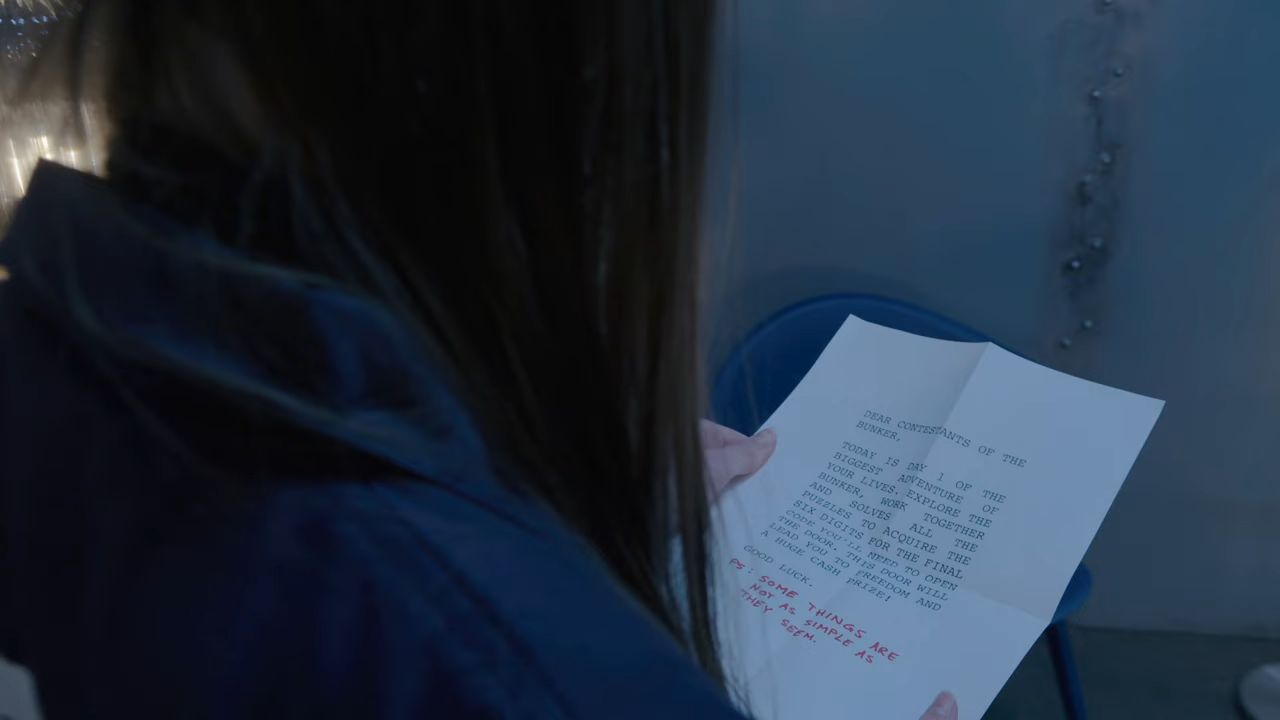 DEAR CONTESTANTS OF THE
BUNKER,
TODAY IS DAY 1 OF THE
BIGGEST ADVENTURE OF
YOUR LIVES. EXPLORE THE
BUNKER, WORK TOGETHER
AND SOLVES ALL THE
PUZZLES TO ACQUIRE THE
SIX DIGITS FOR THE FINAL
CODE YOU'LL NEED TO OPEN
THE DOOR. THIS DOOR WILL
LEAD YOU TO FREEDOM AND
A HUGE CASH PRIZE!
GOOD LUCK.
PS: SOME THINGS ARE
NOT AS SIMPLE AS
THEY SEEM.